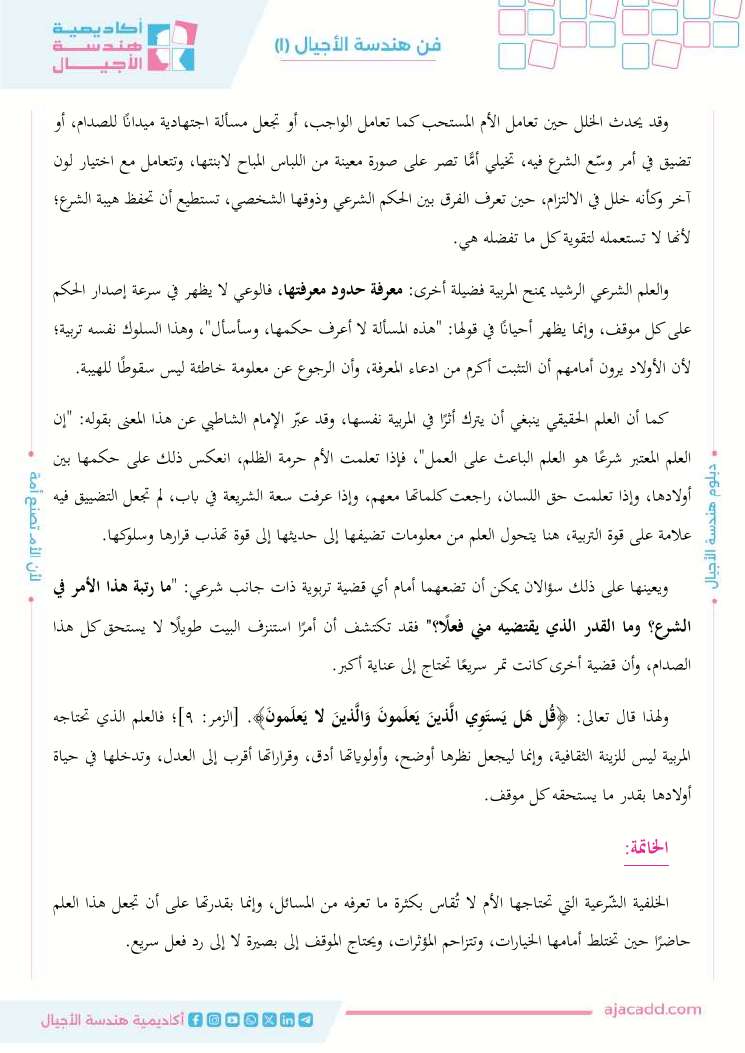 أكاديمية
هندسة
الأجيال
فن هندسة الأجيال (1)
وقد يحدث الخلل حين تعامل الأم المستحب كما تعامل الواجب، أو تجعل مسألة اجتهادية ميدانًا للصدام، أو
تضيق في أمر وسّع الشرع فيه، تخيلي أمًّا تصر على صورة معينة من اللباس المباح لابنتها، وتتعامل مع اختيار لون
آخر وكأنه خلل في الالتزام، حين تعرف الفرق بين الحكم الشرعي وذوقها الشخصي، تستطيع أن تحفظ هيبة الشرع؛
لأنها لا تستعمله لتقوية كل ما تفضله هي.
والعلم الشرعي الرشيد يمنح المربية فضيلة أخرى: معرفة حدود معرفتها، فالوعي لا يظهر في سرعة إصدار الحكم
على كل موقف، وإنما يظهر أحيانًا في قولها: "هذه المسألة لا أعرف حكمها، وسأسأل"، وهذا السلوك نفسه تربية؛
لأن الأولاد يرون أمامهم أن التثبت أكرم من ادعاء المعرفة، وأن الرجوع عن معلومة خاطئة ليس سقوطًا للهيبة.
كما أن العلم الحقيقي ينبغي أن يترك أثرًا في المربية نفسها، وقد عبّر الإمام الشاطبي عن هذا المعنى بقوله: "إن
العلم المعتبر شرعًا هو العلم الباعث على العمل"، فإذا تعلمت الأم حرمة الظلم، انعكس ذلك على حكمها بين
أولادها، وإذا تعلمت حق اللسان، راجعت كلماتها معهم، وإذا عرفت سعة الشريعة في باب، لم تجعل التضييق فيه
علامة على قوة التربية، هنا يتحول العلم من معلومات تضيفها إلى حديثها إلى قوة تهذب قرارها وسلوكها.
ويعينها على ذلك سؤالان يمكن أن تضعهما أمام أي قضية تربوية ذات جانب شرعي: "ما رتبة هذا الأمر في
الشرع؟ وما القدر الذي يقتضيه مني فعلًا؟" فقد تكتشف أن أمرًا استنزف البيت طويلًا لا يستحق كل هذا
الصدام، وأن قضية أخرى كانت تمر سريعًا تحتاج إلى عناية أكبر.
ولهذا قال تعالى: ﴿قُل هَل يَستَوِي الَّذينَ يَعلَمونَ وَالَّذينَ لا يَعلَمونَ﴾. [الزمر: ٩]؛ فالعلم الذي تحتاجه
المربية ليس للزينة الثقافية، وإنما ليجعل نظرها أوضح، وأولوياتها أدق، وقراراتها أقرب إلى العدل، وتدخلها في حياة
أولادها بقدر ما يستحقه كل موقف.
الخاتمة:
الخلفية الشّرعية التي تحتاجها الأم لا تُقاس بكثرة ما تعرفه من المسائل، وإنما بقدرتها على أن تجعل هذا العلم
حاضرًا حين تختلط أمامها الخيارات، وتتزاحم المؤثرات، ويحتاج الموقف إلى بصيرة لا إلى رد فعل سريع.
دبلوم هندسة الأجيال
لأن الأم تصنع أمة
ajacadd.com
أكاديمية هندسة الأجيال